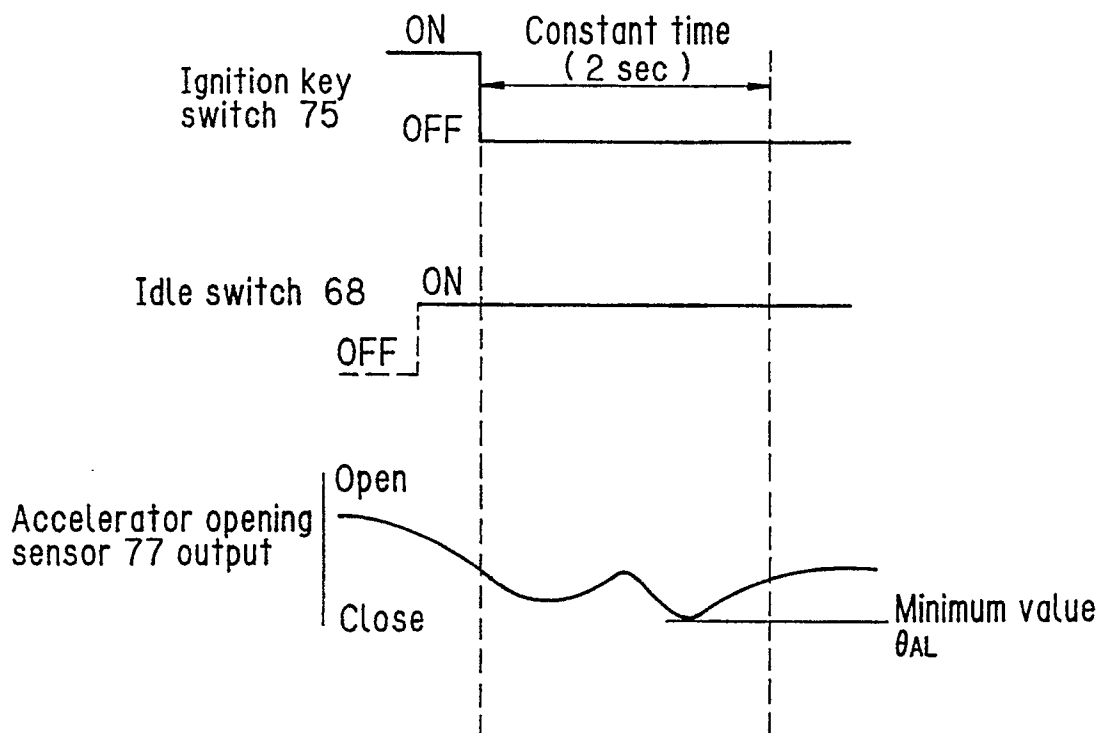 ON
Constant time
( 2 sec )
Ignition key
switch 75
OFF
ON
Idle switch 68
OFF
Open
Accelerator opening
sensor 77 output
Close
Minimum value
θAL